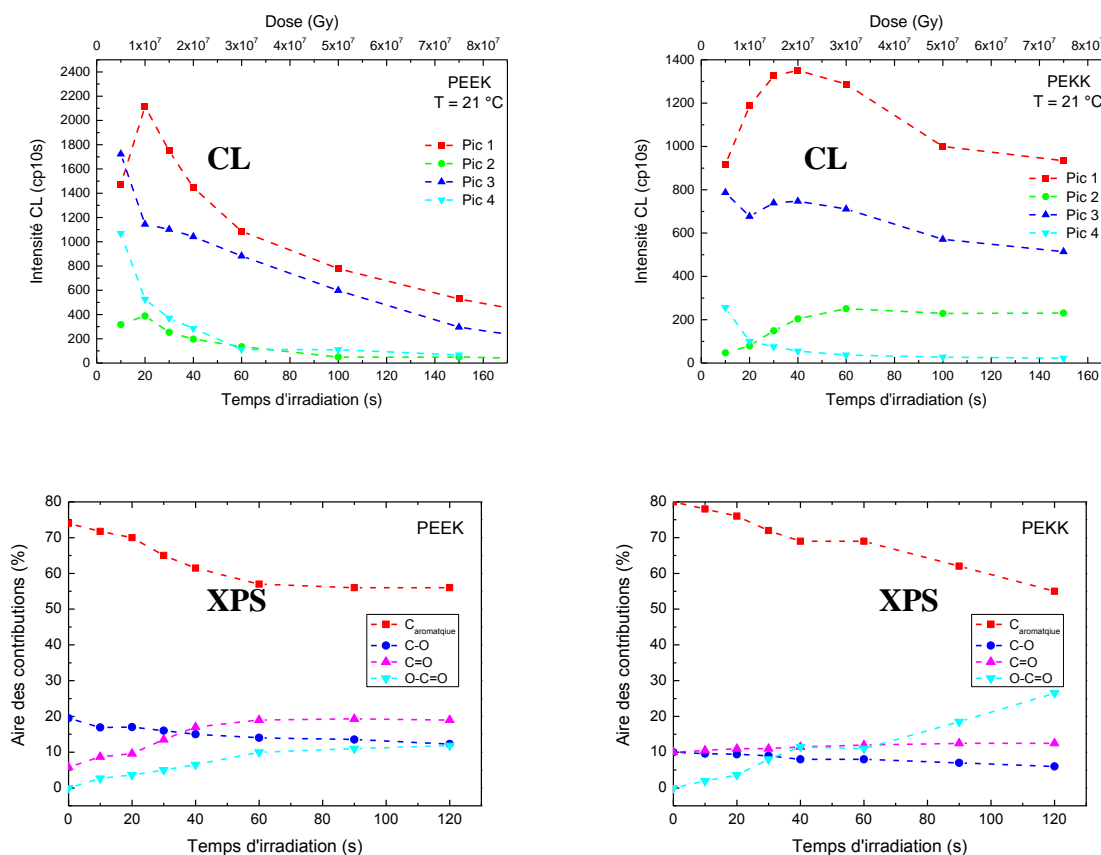 Dose (Gy)
0 1x10⁷ 2x10⁷ 3x10⁷ 4x10⁷ 5x10⁷ 6x10⁷ 7x10⁷ 8x10⁷
2400
2200
2000
1800
1600
1400
1200
1000
800
600
400
200
0
Intensité CL (cp10s)
PEEK
T = 21 °C
CL
Pic 1
Pic 2
Pic 3
Pic 4
0 20 40 60 80 100 120 140 160
Temps d'irradiation (s)
Dose (Gy)
0 1x10⁷ 2x10⁷ 3x10⁷ 4x10⁷ 5x10⁷ 6x10⁷ 7x10⁷ 8x10⁷
1400
1200
1000
800
600
400
200
0
Intensité CL (cp10s)
PEKK
T = 21 °C
CL
Pic 1
Pic 2
Pic 3
Pic 4
0 20 40 60 80 100 120 140 160
Temps d'irradiation (s)
80
70
60
50
40
30
20
10
0
Aire des contributions (%)
PEEK
XPS
C aromatqiue
C-O
C=O
O-C=O
0 20 40 60 80 100 120
Temps d'irradiation (s)
80
70
60
50
40
30
20
10
0
Aire des contributions (%)
PEKK
XPS
C aromatqiue
C-O
C=O
O-C=O
0 20 40 60 80 100 120
Temps d'irradiation (s)